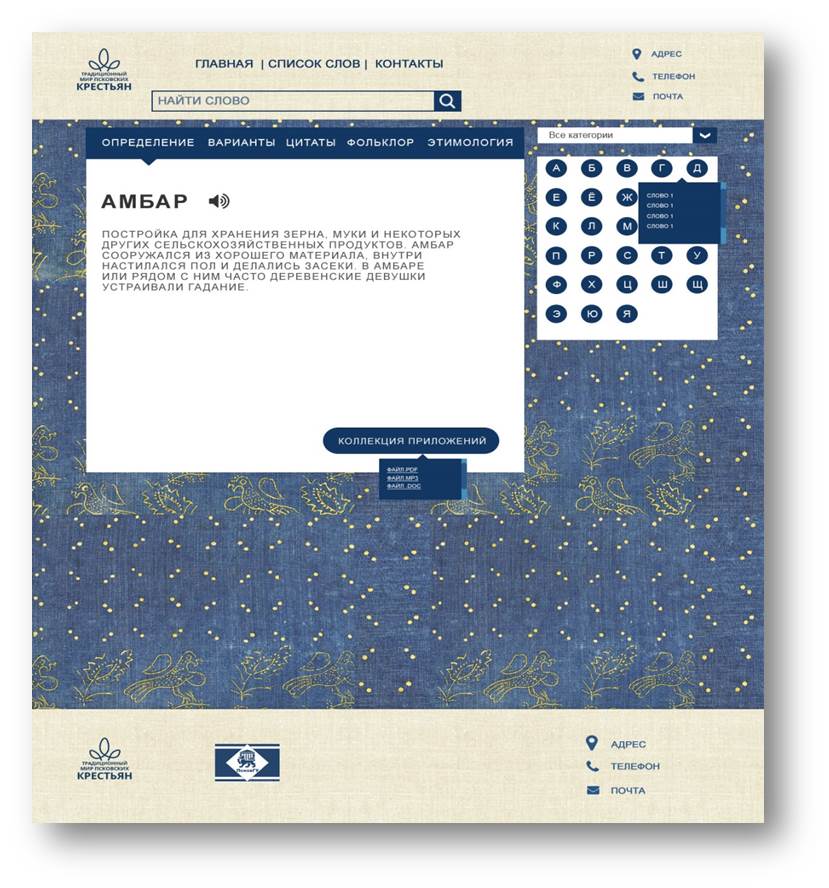 ТРАДИЦИОННЫЙ
МИР ПСКОВСКИХ
КРЕСТЬЯН
ГЛАВНАЯ | СПИСОК СЛОВ | КОНТАКТЫ
НАЙТИ СЛОВО
АДРЕС
ТЕЛЕФОН
ПОЧТА
ОПРЕДЕЛЕНИЕ ВАРИАНТЫ ЦИТАТЫ ФОЛЬКЛОР ЭТИМОЛОГИЯ
АМБАР
ПОСТРОЙКА ДЛЯ ХРАНЕНИЯ ЗЕРНА, МУКИ И НЕКОТОРЫХ
ДРУГИХ СЕЛЬСКОХОЗЯЙСТВЕННЫХ ПРОДУКТОВ. АМБАР
СООРУЖАЛСЯ ИЗ ХОРОШЕГО МАТЕРИАЛА, ВНУТРИ
НАСТИЛАЛСЯ ПОЛ И ДЕЛАЛИСЬ ЗАСЕКИ. В АМБАРЕ
ИЛИ РЯДОМ С НИМ ЧАСТО ДЕРЕВЕНСКИЕ ДЕВУШКИ
УСТРАИВАЛИ ГАДАНИЕ.
КОЛЛЕКЦИЯ ПРИЛОЖЕНИЙ
ФАЙЛ.PDF
ФАЙЛ.MP3
ФАЙЛ .DOC
Все категории
А Б В Г Д
Е Ё Ж
СЛОВО 1
СЛОВО 1
СЛОВО 1
СЛОВО 1
К Л М
П Р С Т У
Ф Х Ц Ш Щ
Э Ю Я
ТРАДИЦИОННЫЙ
МИР ПСКОВСКИХ
КРЕСТЬЯН
ПсковГУ
АДРЕС
ТЕЛЕФОН
ПОЧТА